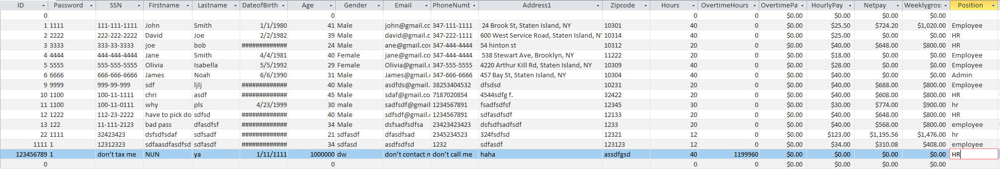 ID Password SSN Firstname Lastname DateofBirth Age Gender Email PhoneNumb Address1 Zipcode Hours OvertimeHours OvertimePa HourlyPay Netpay Weeklygros Position
0 0 0 0 $0.00 $0.00 $0.00 $0.00
1 1111 111-111-1111 John Smith 1/1/1980 41 Male john@gmail.co 347-111-1111 24 Brook St, Staten Island, NY 10301 40 0 $0.00 $25.50 $724.20 $1,020.00 Employee
2 2222 222-222-2222 David Joe 2/2/1982 39 Male david@gmail.c 347-222-1111 600 West Service Road, Staten Island, NY 10314 40 0 $0.00 $25.00 $0.00 $0.00 HR
3 3333 333-33-3333 joe bob ############# 24 Male ane@gmail.co 347-444-4444 54 hinton st 10312 20 0 $0.00 $40.00 $648.00 $800.00 HR
4 4444 444-444-4444 Jane Smith 4/4/1981 40 Female jane@gmail.co 347-444-4444 538 Stewart Ave, Brooklyn, NY 11222 20 0 $0.00 $18.00 $0.00 $0.00 Employee
5 5555 555-555-5555 Olivia Isabella 5/5/1992 29 Female Olivia@gmail. 347-555-5555 4220 Arthur Kill Rd, Staten Island, NY 10309 40 0 $0.00 $28.00 $0.00 $0.00 Employee
6 6666 666-666-6666 James Noah 6/6/1990 31 Male James@gmail. 347-666-6666 457 Bay St, Staten Island, NY 10304 40 0 $0.00 $40.00 $0.00 $0.00 Admin
9 9999 999-99-999 sdf ljlj ############# 40 Male asdfds@gmail. 38253404532 dfsdsd 10231 20 0 $0.00 $40.00 $688.00 $800.00 Employee
10 1100 100-11-1111 chri asdf ############# 45 Male sdaf@gmail.co 7187020854 4544sdfg f. 32422 20 0 $0.00 $40.00 $608.00 $800.00 HR
11 1100 100-11-0111 why pls 4/23/1999 30 male sadfsdf@gmail 1234567891 fsadfsdfsf 12345 30 0 $0.00 $30.00 $774.00 $900.00 hr
12 1222 112-23-2222 have to pick do sdfsd ############# 40 Male sdfsdf@gmail. 1234567891 sdfasdfsdf 12133 20 0 $0.00 $40.00 $648.00 $800.00 HR
13 122 11-111-2123 bad pass dfasdfsf ############# 34 Male dsfsadfsdfsa 23423423423 dsfsdfsadfsdf 1233 20 0 $0.00 $40.00 $568.00 $800.00 employee
22 1111 32423423 dsfsdfsdaf sdfsadf ############# 21 sdfasdf dfasdfsad 2345234523 324fsdfsd 12321 12 0 $0.00 $123.00 $1,195.56 $1,476.00 hr
1111 1 12312323 sdfaasdfasdfsd sdfasdf ############# 34 sdfasd asdfsdfsd 1232 sdfasdf 123123 12 0 $0.00 $34.00 $310.08 $408.00 employee
123456789 1 don't tax me NUN ya 1/11/1111 1000000 dw don't contact m don't call me haha assdfgsd 40 1199960 $0.00 $0.00 $0.00 $0.00 HR
0 0 0 0 $0.00 $0.00 $0.00 $0.00